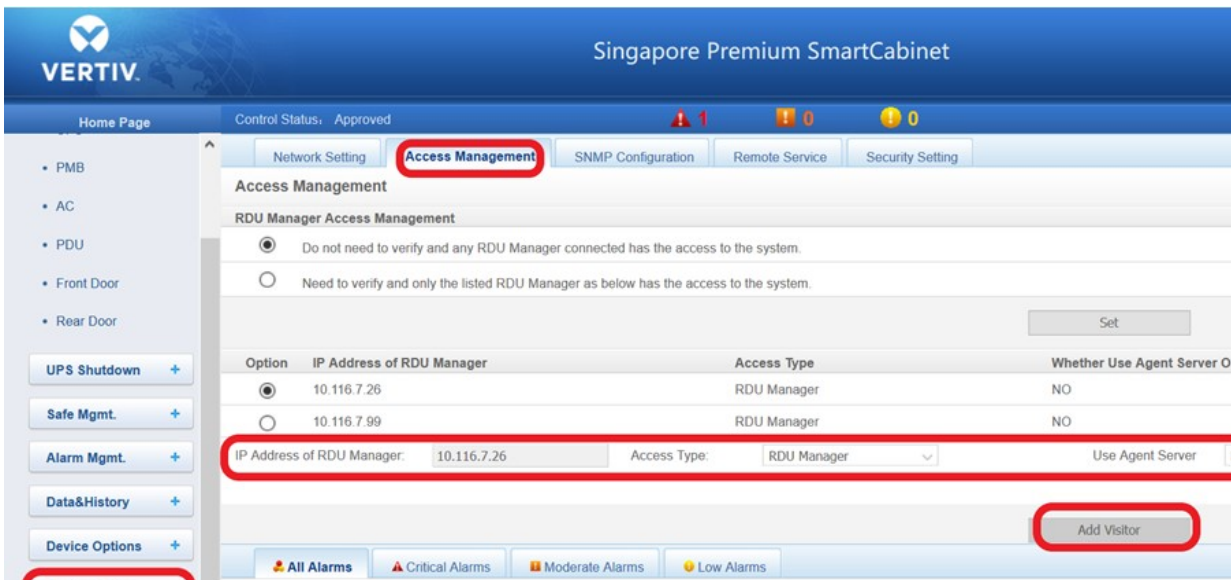 VERTIV.
Singapore Premium SmartCabinet
Home Page
Control Status: Approved
1
0
0
PMB
AC
PDU
Front Door
Rear Door
UPS Shutdown +
Safe Mgmt. +
Alarm Mgmt. +
Data&History +
Device Options +
Network Setting Access Management SNMP Configuration Remote Service Security Setting
Access Management
RDU Manager Access Management
Do not need to verify and any RDU Manager connected has the access to the system.
Need to verify and only the listed RDU Manager as below has the access to the system.
Set
Option IP Address of RDU Manager Access Type Whether Use Agent Server O
10.116.7.26 RDU Manager NO
10.116.7.99 RDU Manager NO
IP Address of RDU Manager: 10.116.7.26 Access Type: RDU Manager Use Agent Server
Add Visitor
All Alarms Critical Alarms Moderate Alarms Low Alarms